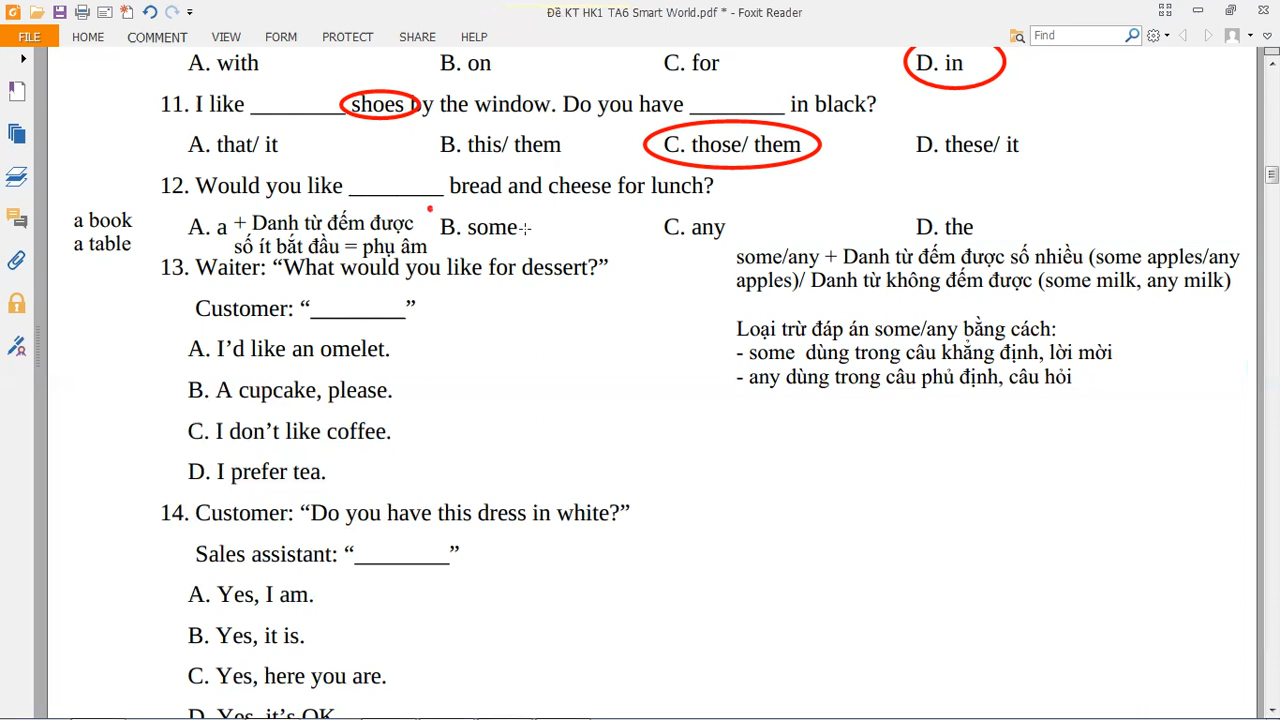 Đề KT HK1 TA6 Smart World.pdf * - Foxit Reader
FILE HOME COMMENT VIEW FORM PROTECT SHARE HELP Find
A. with B. on C. for D. in
11. I like ________ shoes by the window. Do you have ________ in black?
A. that/ it B. this/ them C. those/ them D. these/ it
12. Would you like ________ bread and cheese for lunch?
a book
a table
A. a + Danh từ đếm được
số ít bắt đầu = phụ âm
B. some C. any D. the
some/any + Danh từ đếm được số nhiều (some apples/any
apples)/ Danh từ không đếm được (some milk, any milk)
Loại trừ đáp án some/any bằng cách:
- some dùng trong câu khẳng định, lời mời
- any dùng trong câu phủ định, câu hỏi
13. Waiter: “What would you like for dessert?”
Customer: “________”
A. I’d like an omelet.
B. A cupcake, please.
C. I don’t like coffee.
D. I prefer tea.
14. Customer: “Do you have this dress in white?”
Sales assistant: “________”
A. Yes, I am.
B. Yes, it is.
C. Yes, here you are.
D. Yes, it’s OK.